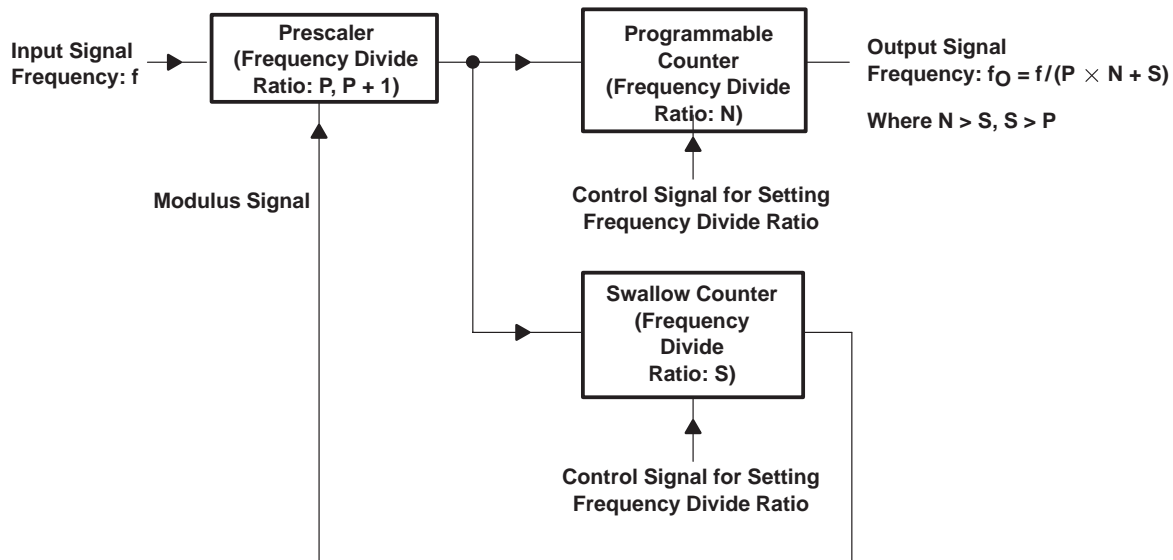 Input Signal
Frequency: f
Prescaler
(Frequency Divide
Ratio: P, P + 1)
Programmable
Counter
(Frequency Divide
Ratio: N)
Output Signal
Frequency: fO = f/(P × N + S)
Where N > S, S > P
Modulus Signal
Control Signal for Setting
Frequency Divide Ratio
Swallow Counter
(Frequency
Divide
Ratio: S)
Control Signal for Setting
Frequency Divide Ratio